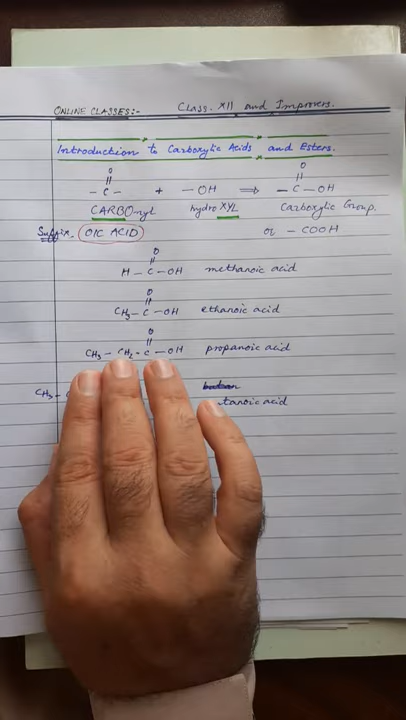 ONLINE CLASSES:- Class-XII and Improvers.
Introduction to Carboxylic Acids and Esters.
O O
|| ||
-C- + -OH ⟹ -C-OH
CARBOnyl hydroXYL Carboxylic Group.
Suffix. OIC ACID or -COOH
O
||
H-C-OH methanoic acid
O
||
CH3-C-OH ethanoic acid
O
||
CH3-CH2-C-OH propanoic acid
CH3- tanoic acid